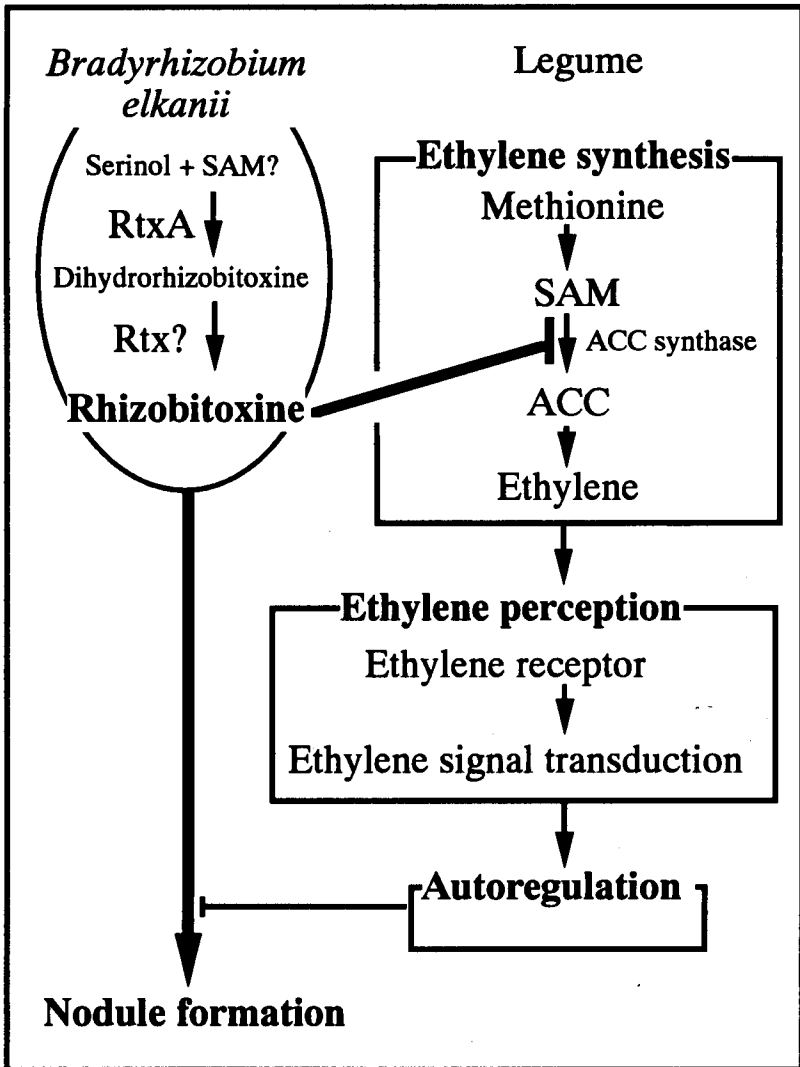 Bradyrhizobium
elkanii
Serinol + SAM?
RtxA
Dihydrorhizobitoxine
Rtx?
Rhizobitoxine
Legume
Ethylene synthesis
Methionine
SAM
ACC synthase
ACC
Ethylene
Ethylene perception
Ethylene receptor
Ethylene signal transduction
Autoregulation
Nodule formation